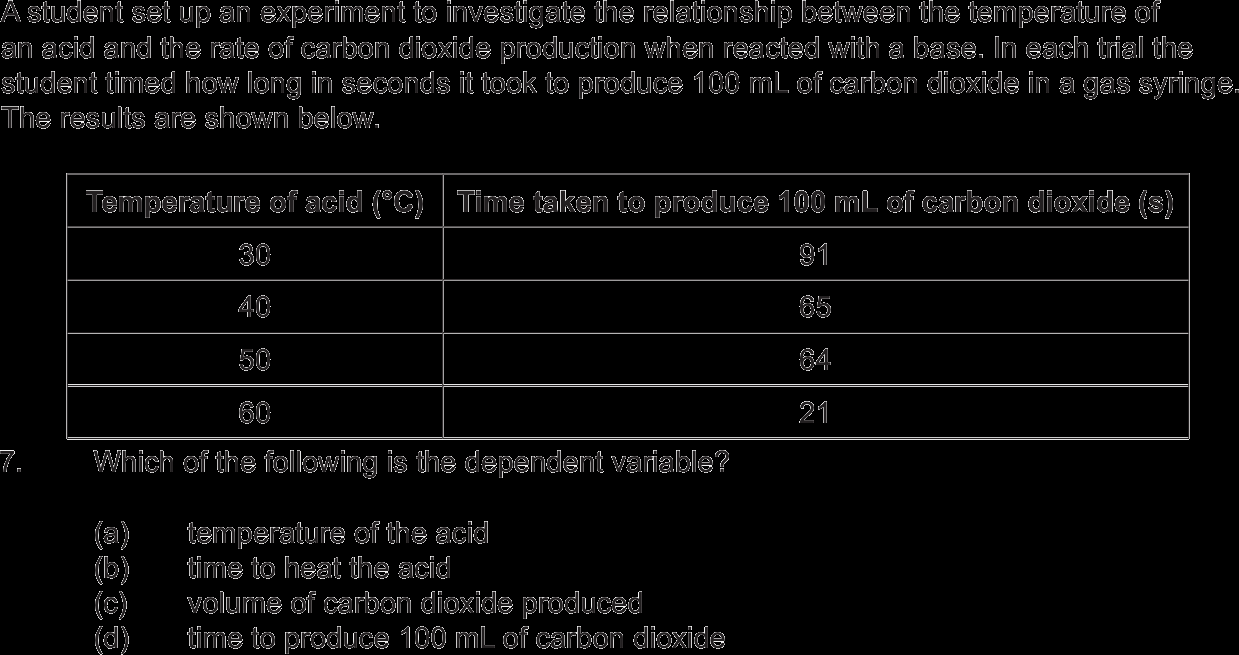 A student set up an experiment to investigate the relationship between the temperature of
an acid and the rate of carbon dioxide production when reacted with a base. In each trial the
student timed how long in seconds it took to produce 100 mL of carbon dioxide in a gas syringe.
The results are shown below.
Temperature of acid (°C) Time taken to produce 100 mL of carbon dioxide (s)
30 91
40 65
50 64
60 21
7. Which of the following is the dependent variable?
(a) temperature of the acid
(b) time to heat the acid
(c) volume of carbon dioxide produced
(d) time to produce 100 mL of carbon dioxide